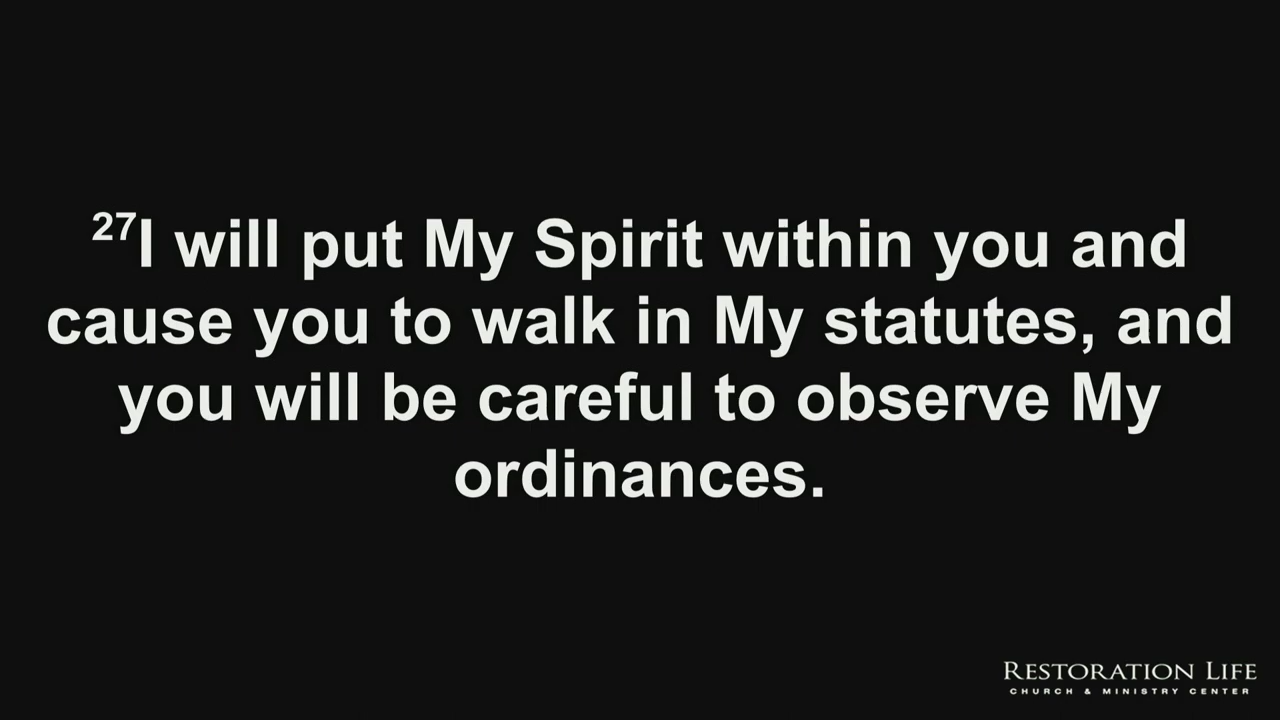 ²⁷I will put My Spirit within you and
cause you to walk in My statutes, and
you will be careful to observe My
ordinances.
RESTORATION LIFE
CHURCH & MINISTRY CENTER